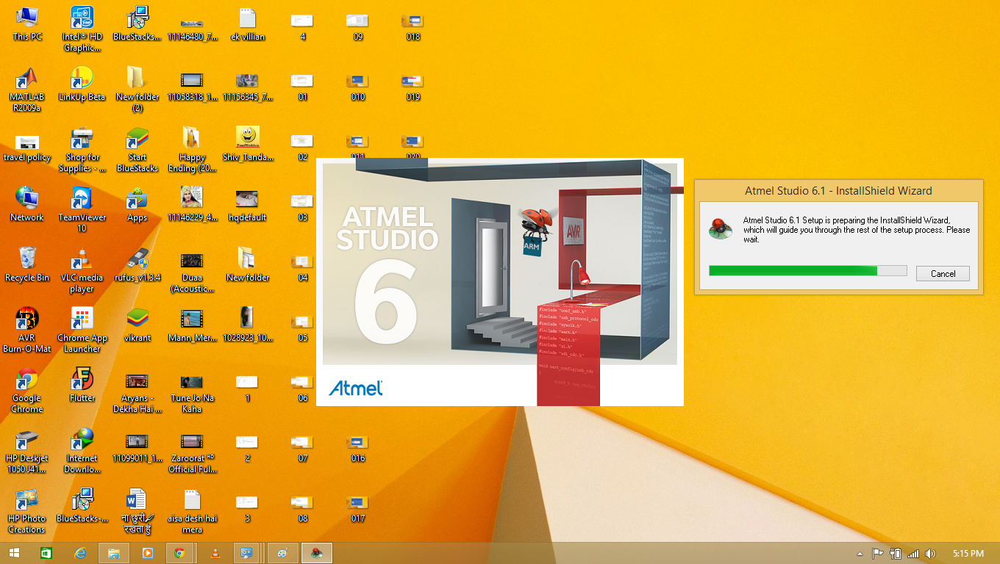 This PC
Intel® HD
Graphic...
BlueStacks...
11146480_7...
ek villian
4
09
018
MATLAB
R2009a
LinkUp Beta
New folder
(2)
11058318_1...
11156345_7...
01
010
019
travel policy
Shop for
Supplies - ...
Start
BlueStacks
Happy
Ending (20...
Shiv_Tanda...
02
011
020
Network
TeamViewer
10
Apps
11146229_4...
hqdefault
03
Recycle Bin
VLC media
player
rufus_v1.3.4
Duaa
(Acoustic...
New folder
04
AVR
Burn-O-Mat
Chrome App
Launcher
vikrant
Mann_Mer...
1028923_10...
05
Google
Chrome
Flutter
Aryans -
Dekha Hai ...
Tune Jo Na
Kaha
1
06
HP Deskjet
1050 J41...
Internet
Downlo...
11099011_1...
Zaroorat ᴴᴰ
Official Ful...
2
07
016
HP Photo
Creations
BlueStacks-...
ना छुरी
रखता हुं
aisa desh hai
mera
3
08
017
ATMEL
STUDIO
6
ARM
AVR
#include "conf_usb.h"
#include "usb_protocol_cdc
#include "sysclk.h"
#include "uart.h"
#include "main.h"
#include "ui.h"
#include "udi_cdc.h"
void uart_config(usb_cdc
{
Atmel
Atmel Studio 6.1 - InstallShield Wizard
Atmel Studio 6.1 Setup is preparing the InstallShield Wizard,
which will guide you through the rest of the setup process. Please
wait.
Cancel
5:15 PM